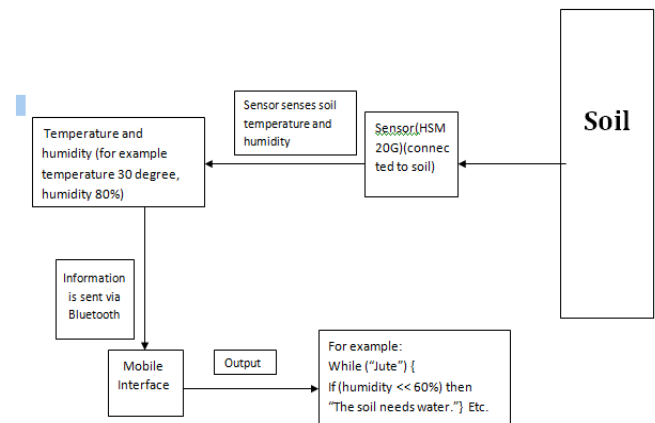 Soil
Sensor(HSM
20G)(connec
ted to soil)
Sensor senses soil
temperature and
humidity
Temperature and
humidity (for example
temperature 30 degree,
humidity 80%)
Information
is sent via
Bluetooth
Mobile
Interface
Output
For example:
While (“Jute”) {
If (humidity << 60%) then
“The soil needs water.”} Etc.